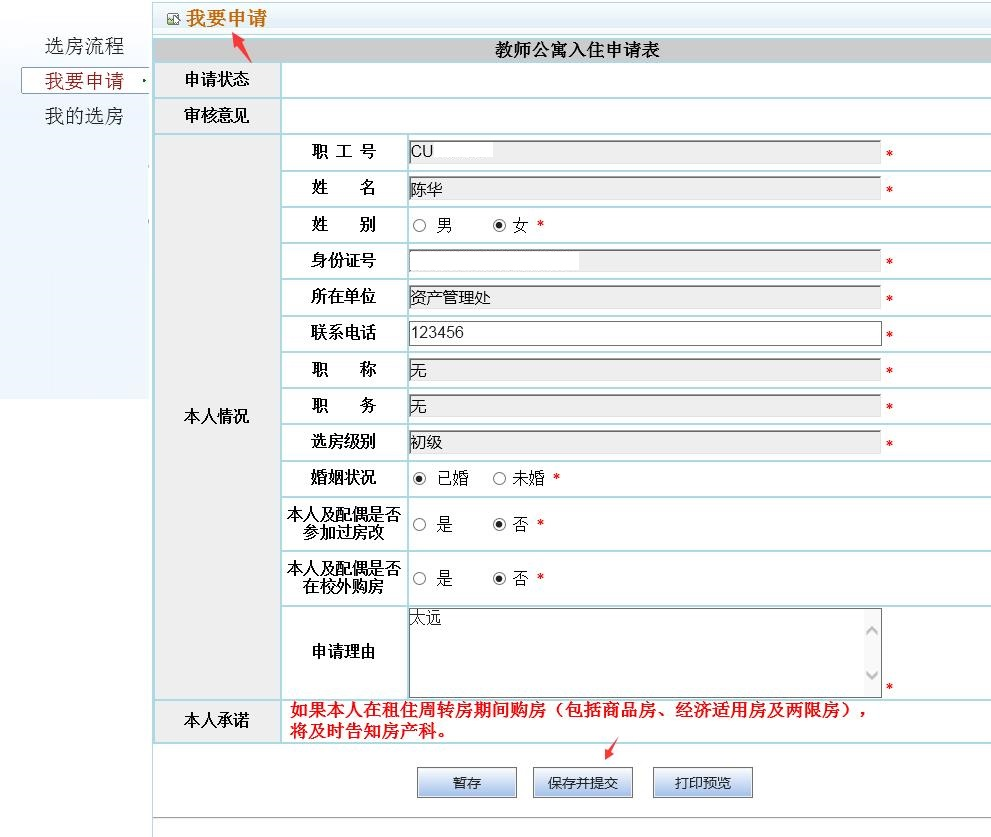 我要申请
选房流程
我要申请
我的选房
教师公寓入住申请表
申请状态
审核意见
本人情况
职 工 号 CU *
姓 名 陈华 *
姓 别 男 女 *
身份证号 *
所在单位 资产管理处 *
联系电话 123456 *
职 称 无 *
职 务 无 *
选房级别 初级 *
婚姻状况 已婚 未婚 *
本人及配偶是否
参加过房改 是 否 *
本人及配偶是否
在校外购房 是 否 *
申请理由 太远 *
本人承诺
如果本人在租住周转房期间购房（包括商品房、经济适用房及两限房），
将及时告知房产科。
暂存 保存并提交 打印预览